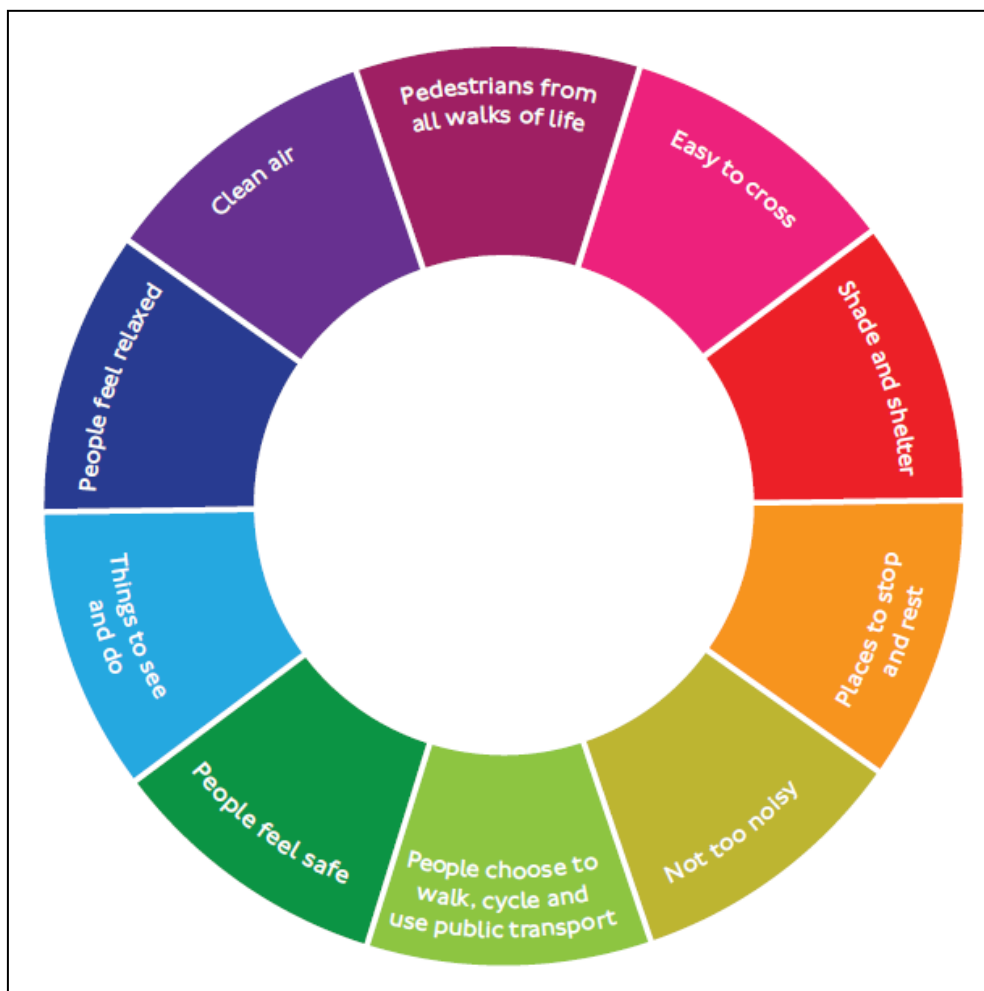 Pedestrians from
all walks of life
Easy to cross
Shade and shelter
Places to stop
and rest
Not too noisy
People choose to
walk, cycle and
use public transport
People feel safe
Things to see
and do
People feel relaxed
Clean air